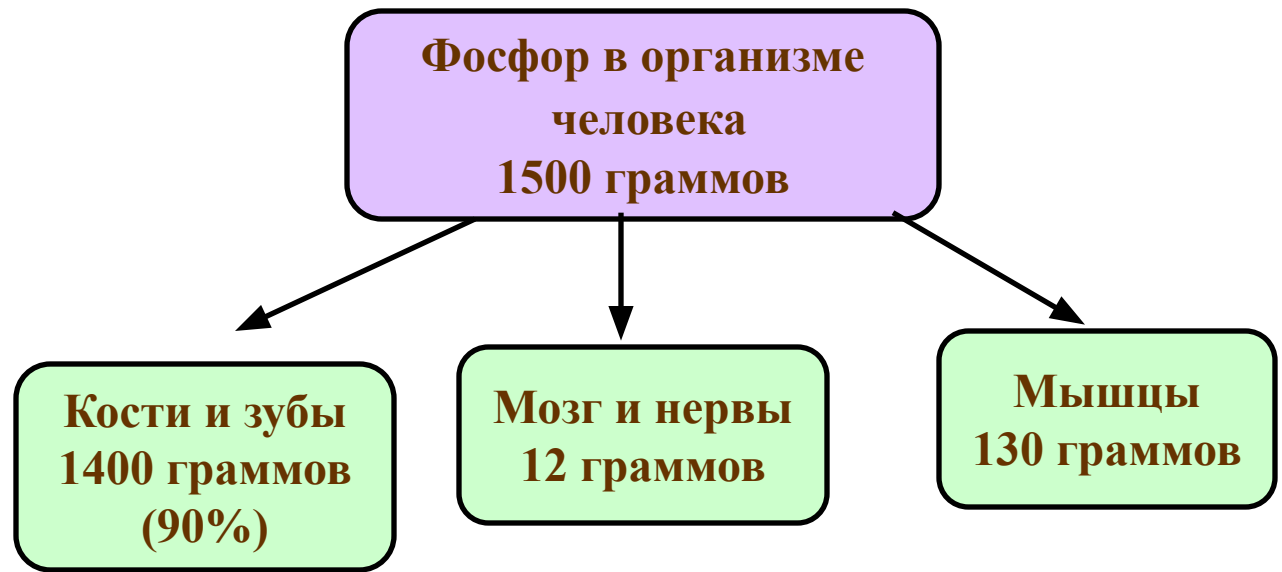 Фосфор в организме
человека
1500 граммов
Кости и зубы
1400 граммов
(90%)
Мозг и нервы
12 граммов
Мышцы
130 граммов